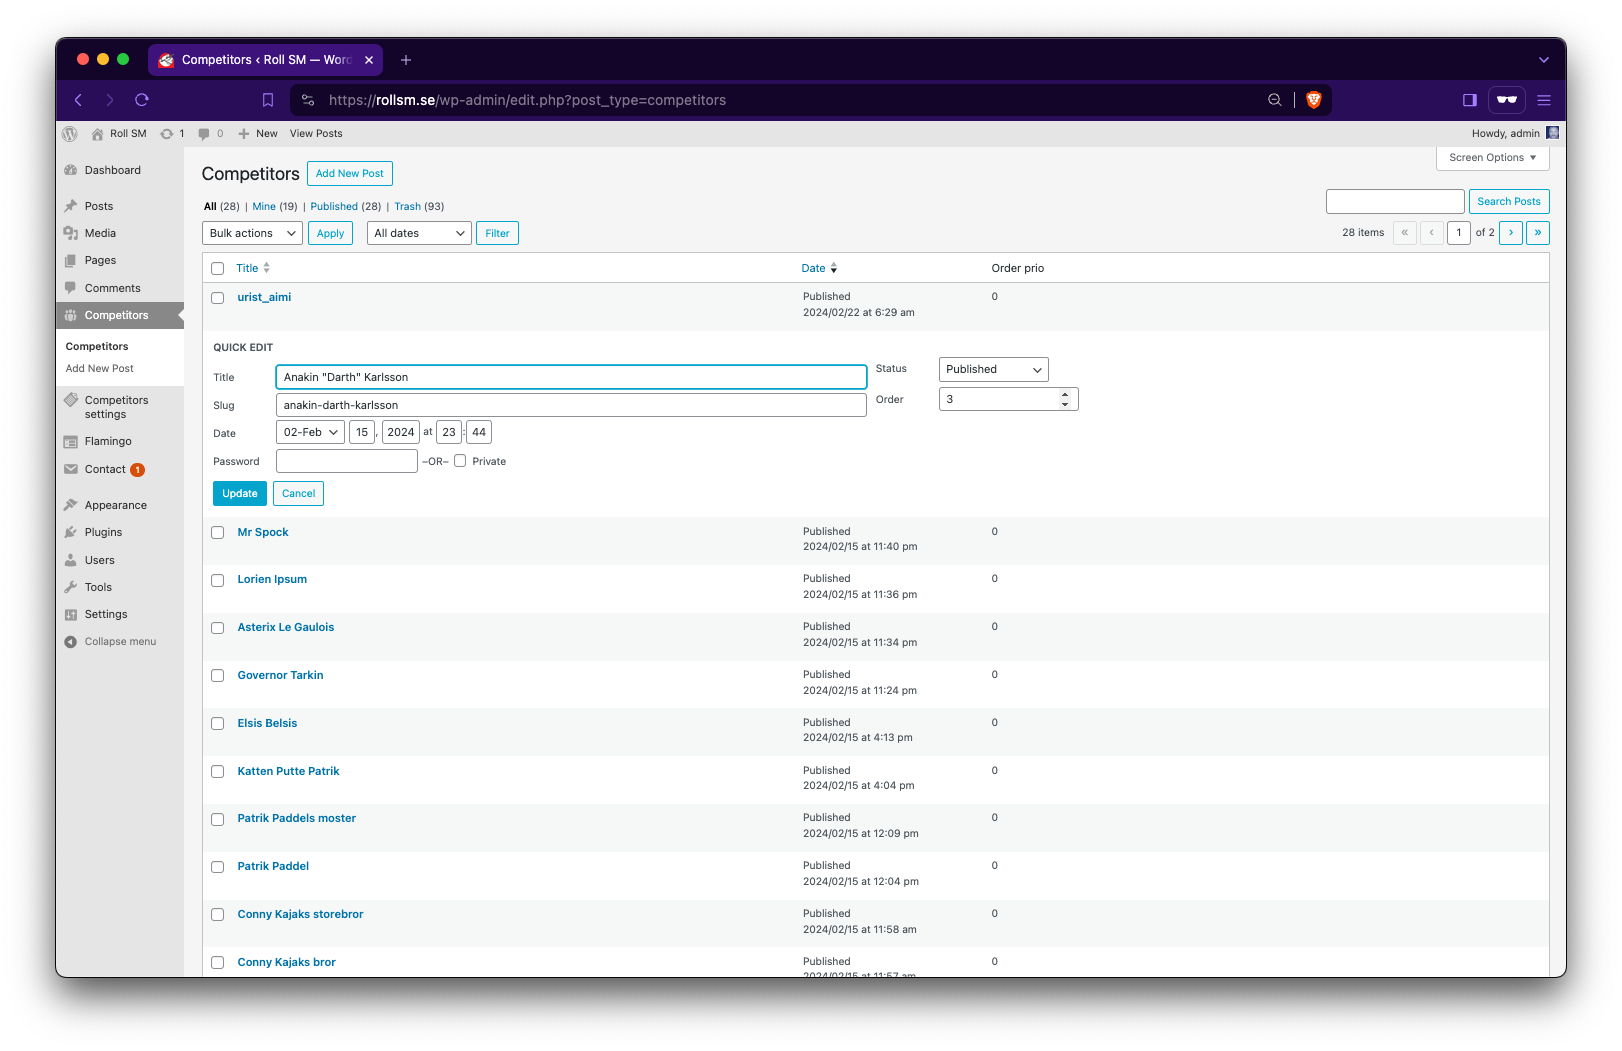 Competitors ‹ Roll SM — Word
https://rollsm.se/wp-admin/edit.php?post_type=competitors
Roll SM 1 0 New View Posts Howdy, admin
Screen Options
Dashboard
Posts
Media
Pages
Comments
Competitors
Competitors
Add New Post
Competitors settings
Flamingo
Contact 1
Appearance
Plugins
Users
Tools
Settings
Collapse menu
Competitors Add New Post
All (28) | Mine (19) | Published (28) | Trash (93)
Search Posts
Bulk actions Apply All dates Filter
28 items « ‹ 1 of 2 › »
Title Date Order prio
urist_aimi Published 0
2024/02/22 at 6:29 am
QUICK EDIT
Title Anakin "Darth" Karlsson
Slug anakin-darth-karlsson
Date 02-Feb 15 , 2024 at 23 : 44
Password –OR– Private
Status Published
Order 3
Update Cancel
Mr Spock Published 0
2024/02/15 at 11:40 pm
Lorien Ipsum Published 0
2024/02/15 at 11:36 pm
Asterix Le Gaulois Published 0
2024/02/15 at 11:34 pm
Governor Tarkin Published 0
2024/02/15 at 11:24 pm
Elsis Belsis Published 0
2024/02/15 at 4:13 pm
Katten Putte Patrik Published 0
2024/02/15 at 4:04 pm
Patrik Paddels moster Published 0
2024/02/15 at 12:09 pm
Patrik Paddel Published 0
2024/02/15 at 12:04 pm
Conny Kajaks storebror Published 0
2024/02/15 at 11:58 am
Conny Kajaks bror Published 0
2024/02/15 at 11:57 am